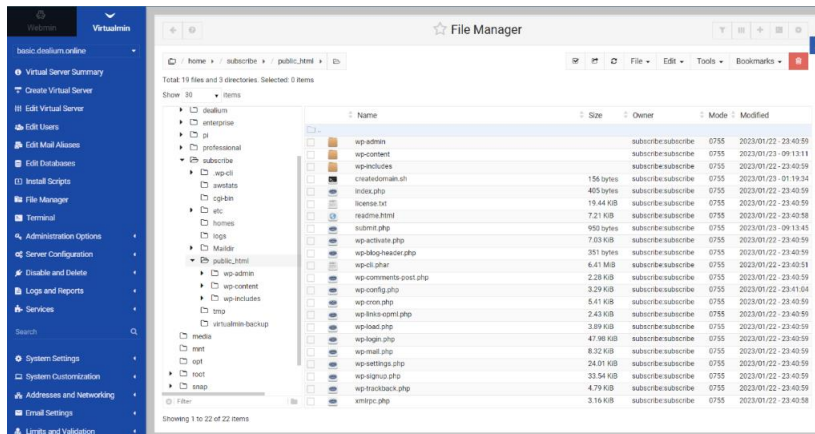 Webmin
Virtualmin
basic.dealium.online
Virtual Server Summary
Create Virtual Server
Edit Virtual Server
Edit Users
Edit Mail Aliases
Edit Databases
Install Scripts
File Manager
Terminal
Administration Options
Server Configuration
Disable and Delete
Logs and Reports
Services
Search
System Settings
System Customization
Addresses and Networking
Email Settings
Limits and Validation
File Manager
/ home / subscribe / public_html
File Edit Tools Bookmarks
Total: 19 files and 3 directories. Selected: 0 items
Show 30 items
dealium
enterprise
pi
professional
subscribe
.wp-cli
awstats
cgi-bin
etc
homes
logs
Maildir
public_html
wp-admin
wp-content
wp-includes
tmp
virtualmin-backup
media
mnt
opt
root
snap
Filter
Name Size Owner Mode Modified
..
wp-admin subscribe:subscribe 0755 2023/01/22 - 23:40:59
wp-content subscribe:subscribe 0755 2023/01/23 - 09:13:11
wp-includes subscribe:subscribe 0755 2023/01/22 - 23:40:59
createdomain.sh 156 bytes subscribe:subscribe 0755 2023/01/23 - 01:19:34
index.php 405 bytes subscribe:subscribe 0755 2023/01/22 - 23:40:59
license.txt 19.44 KiB subscribe:subscribe 0755 2023/01/22 - 23:40:59
readme.html 7.21 KiB subscribe:subscribe 0755 2023/01/22 - 23:40:58
submit.php 950 bytes subscribe:subscribe 0755 2023/01/23 - 09:13:45
wp-activate.php 7.03 KiB subscribe:subscribe 0755 2023/01/22 - 23:40:59
wp-blog-header.php 351 bytes subscribe:subscribe 0755 2023/01/22 - 23:40:59
wp-cli.phar 6.41 MiB subscribe:subscribe 0755 2023/01/22 - 23:40:51
wp-comments-post.php 2.28 KiB subscribe:subscribe 0755 2023/01/22 - 23:40:59
wp-config.php 3.29 KiB subscribe:subscribe 0755 2023/01/22 - 23:41:04
wp-cron.php 5.41 KiB subscribe:subscribe 0755 2023/01/22 - 23:40:59
wp-links-opml.php 2.43 KiB subscribe:subscribe 0755 2023/01/22 - 23:40:59
wp-load.php 3.89 KiB subscribe:subscribe 0755 2023/01/22 - 23:40:59
wp-login.php 47.98 KiB subscribe:subscribe 0755 2023/01/22 - 23:40:59
wp-mail.php 8.32 KiB subscribe:subscribe 0755 2023/01/22 - 23:40:59
wp-settings.php 24.01 KiB subscribe:subscribe 0755 2023/01/22 - 23:40:59
wp-signup.php 33.54 KiB subscribe:subscribe 0755 2023/01/22 - 23:40:59
wp-trackback.php 4.79 KiB subscribe:subscribe 0755 2023/01/22 - 23:40:59
xmlrpc.php 3.16 KiB subscribe:subscribe 0755 2023/01/22 - 23:40:58
Showing 1 to 22 of 22 items